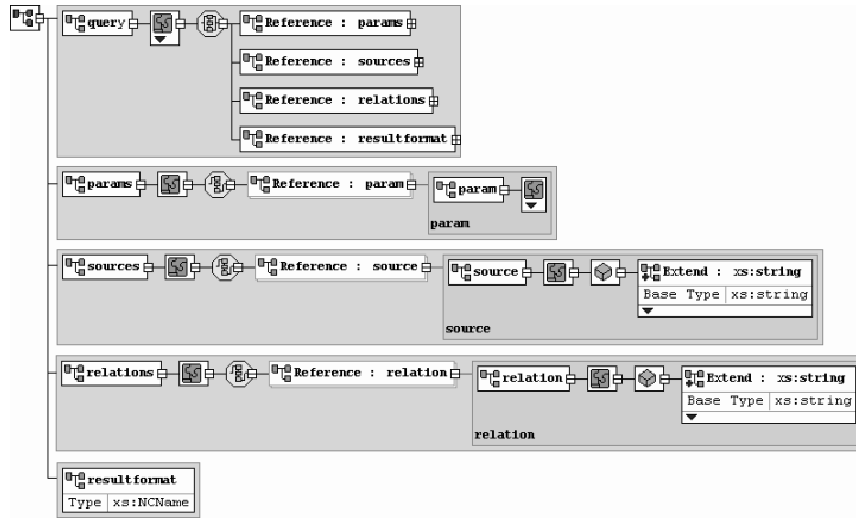 query
Reference : params
Reference : sources
Reference : relations
Reference : resultformat
params
Reference : param
param
param
sources
Reference : source
source
Extend : xs:string
Base Type xs:string
source
relations
Reference : relation
relation
Extend : xs:string
Base Type xs:string
relation
resultformat
Type xs:NCName